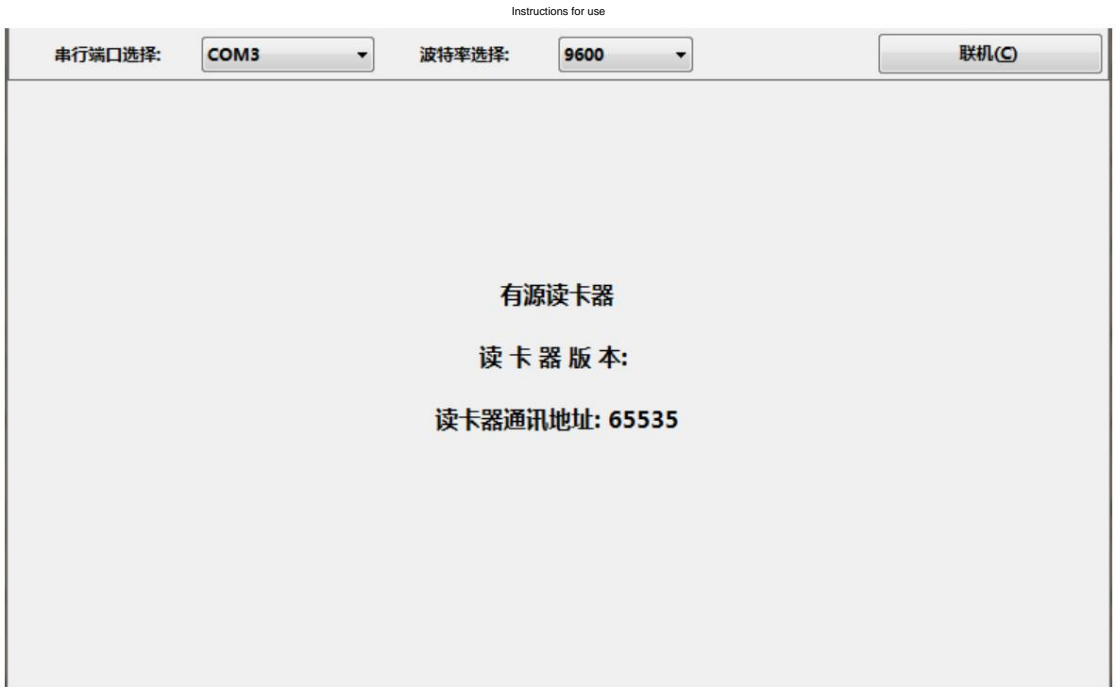 Instructions for use
串行端口选择: COM3 波特率选择: 9600 联机(C)
有源读卡器
读 卡 器 版 本:
读卡器通讯地址: 65535